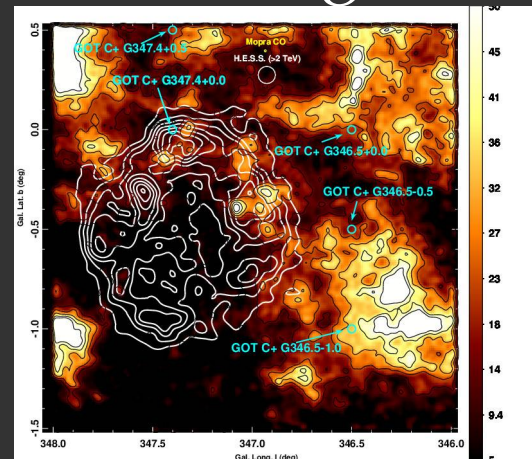 0.5
Mopra CO
GOT C+ G347.4+0.5
H.E.S.S. (>2 TeV)
GOT C+ G347.4+0.0
0.0
GOT C+ G346.5+0.0
GOT C+ G346.5-0.5
Gal. Lat. b (deg)
-0.5
-1.0
GOT C+ G346.5-1.0
-1.5
348.0 347.5 347.0 346.5 346.0
Gal. Long. l (deg)
50
45
36
32
27
23
18
14
9.4